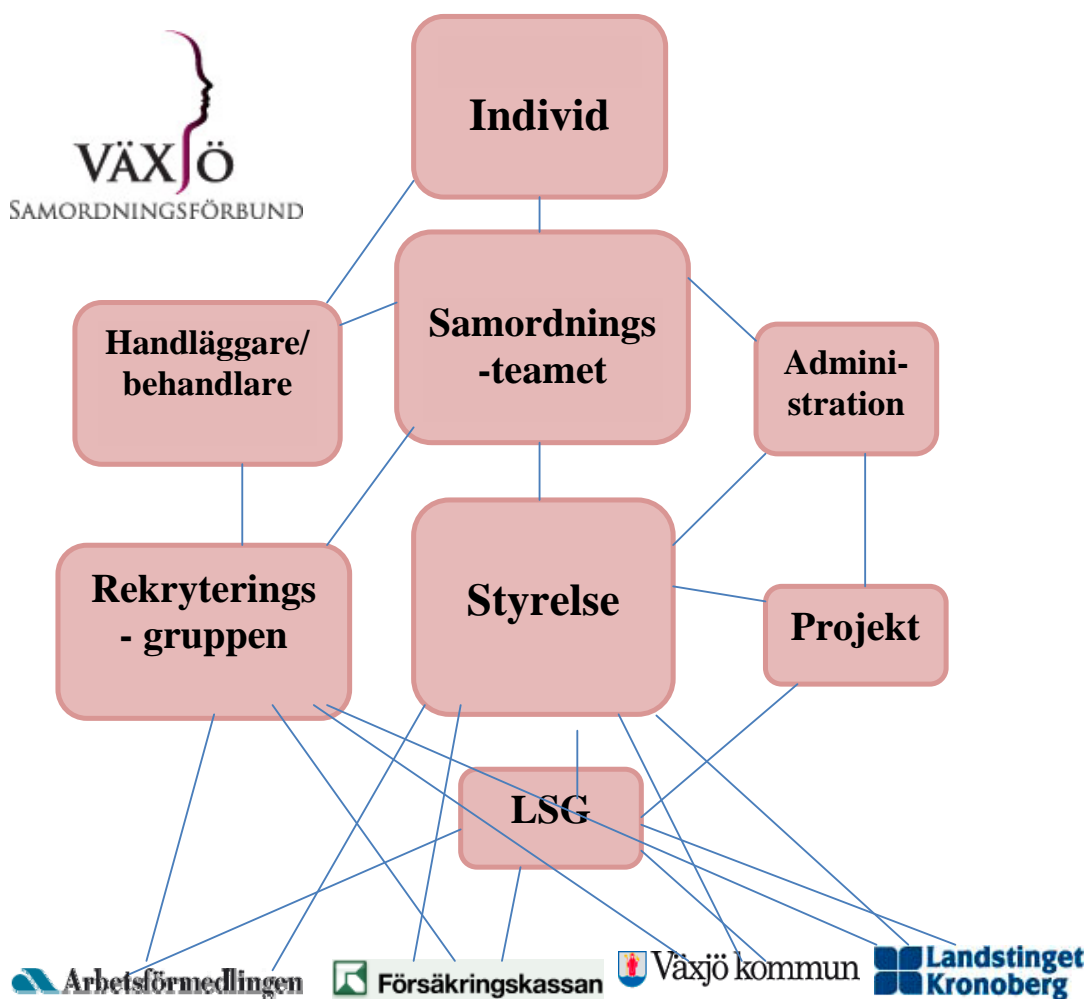 VÄXJÖ
SAMORDNINGSFÖRBUND
Individ
Handläggare/
behandlare
Samordnings
-teamet
Admini-
stration
Rekryterings
- gruppen
Styrelse
Projekt
LSG
Arbetsförmedlingen
Försäkringskassan
Växjö kommun
Landstinget
Kronoberg